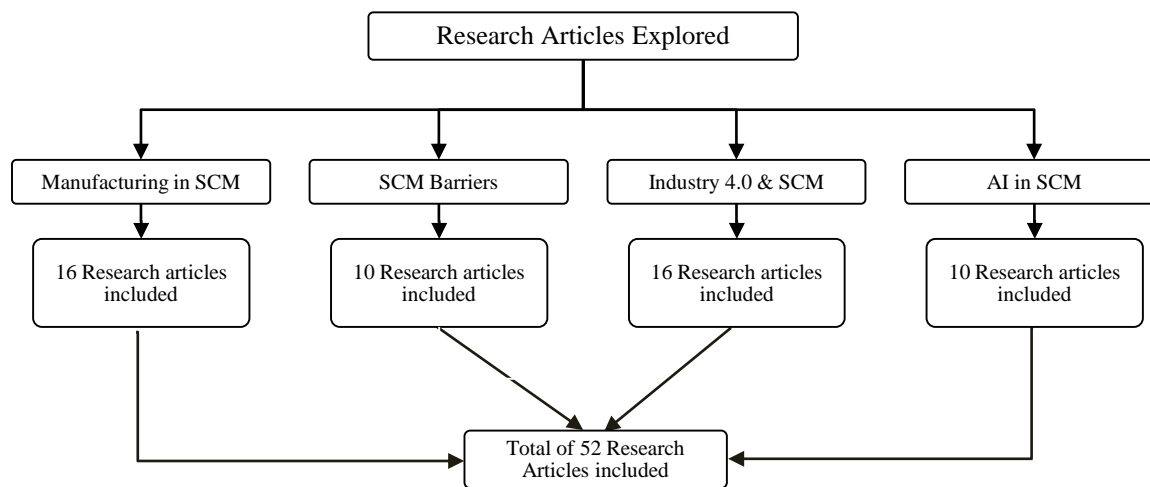 Research Articles Explored
Manufacturing in SCM
SCM Barriers
Industry 4.0 & SCM
AI in SCM
16 Research articles
included
10 Research articles
included
16 Research articles
included
10 Research articles
included
Total of 52 Research
Articles included